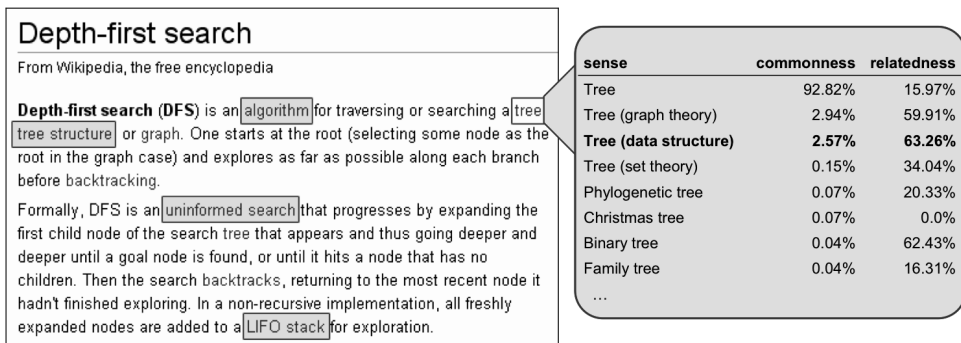 Depth-first search
From Wikipedia, the free encyclopedia
Depth-first search (DFS) is an algorithm for traversing or searching a tree
tree structure or graph. One starts at the root (selecting some node as the
root in the graph case) and explores as far as possible along each branch
before backtracking.
Formally, DFS is an uninformed search that progresses by expanding the
first child node of the search tree that appears and thus going deeper and
deeper until a goal node is found, or until it hits a node that has no
children. Then the search backtracks, returning to the most recent node it
hadn't finished exploring. In a non-recursive implementation, all freshly
expanded nodes are added to a LIFO stack for exploration.
sense commonness relatedness
Tree 92.82% 15.97%
Tree (graph theory) 2.94% 59.91%
Tree (data structure) 2.57% 63.26%
Tree (set theory) 0.15% 34.04%
Phylogenetic tree 0.07% 20.33%
Christmas tree 0.07% 0.0%
Binary tree 0.04% 62.43%
Family tree 0.04% 16.31%
...